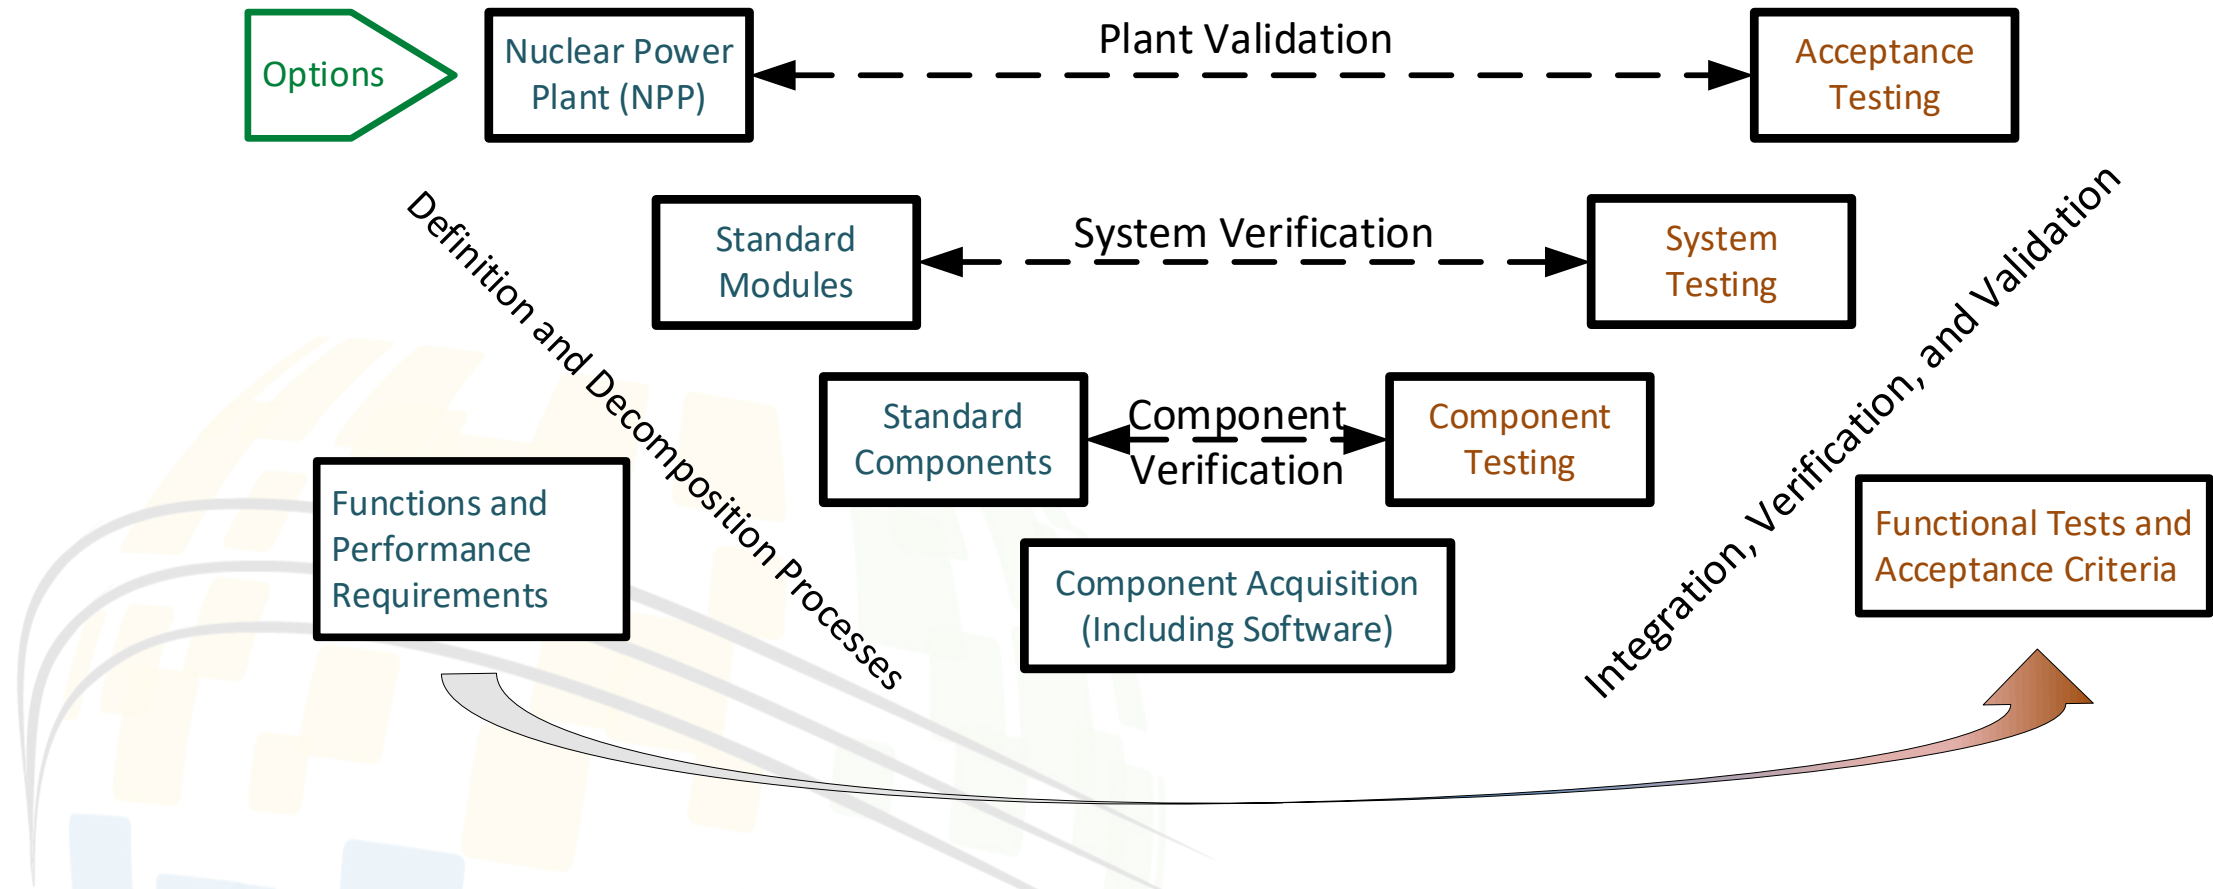 Options
Nuclear Power
Plant (NPP)
Plant Validation
Acceptance
Testing
Definition and Decomposition Processes
Standard
Modules
System Verification
System
Testing
Integration, Verification, and Validation
Standard
Components
Component
Verification
Component
Testing
Functions and
Performance
Requirements
Component Acquisition
(Including Software)
Functional Tests and
Acceptance Criteria